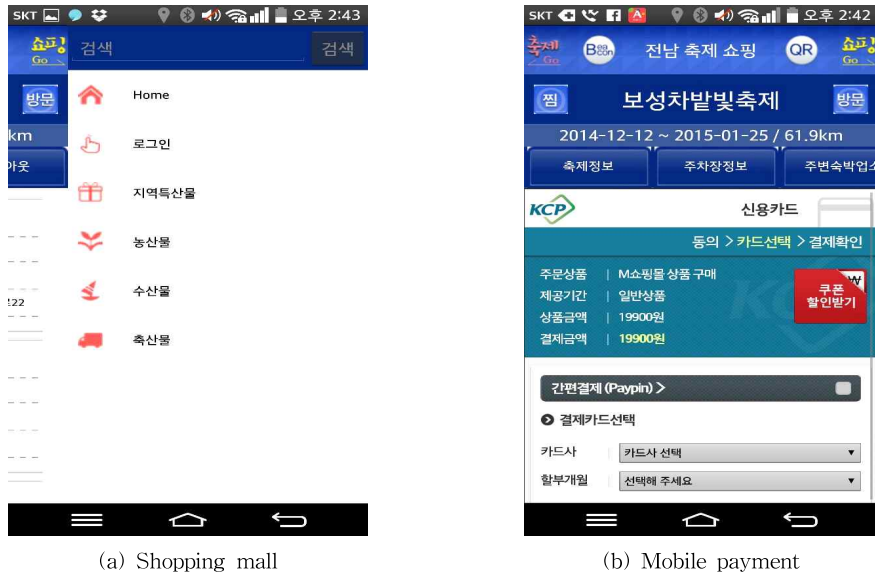 SKT 오후 2:43
쇼핑
Go
검색 검색
방문
Home
km
로그인
아웃
지역특산물
농산물
수산물
222
축산물
(a) Shopping mall
SKT 오후 2:42
축제
Go
Beacon
전남 축제 쇼핑
QR
쇼핑
Go
찜 보성차밭빛축제 방문
2014-12-12 ~ 2015-01-25 / 61.9km
축제정보 주차장정보 주변숙박업소
KCP 신용카드
동의 > 카드선택 > 결제확인
주문상품 | M쇼핑몰 상품 구매
제공기간 | 일반상품
상품금액 | 19900원
결제금액 | 19900원
₩
쿠폰
할인받기
간편결제 (Paypin) >
결제카드선택
카드사 카드사 선택
할부개월 선택해 주세요
(b) Mobile payment